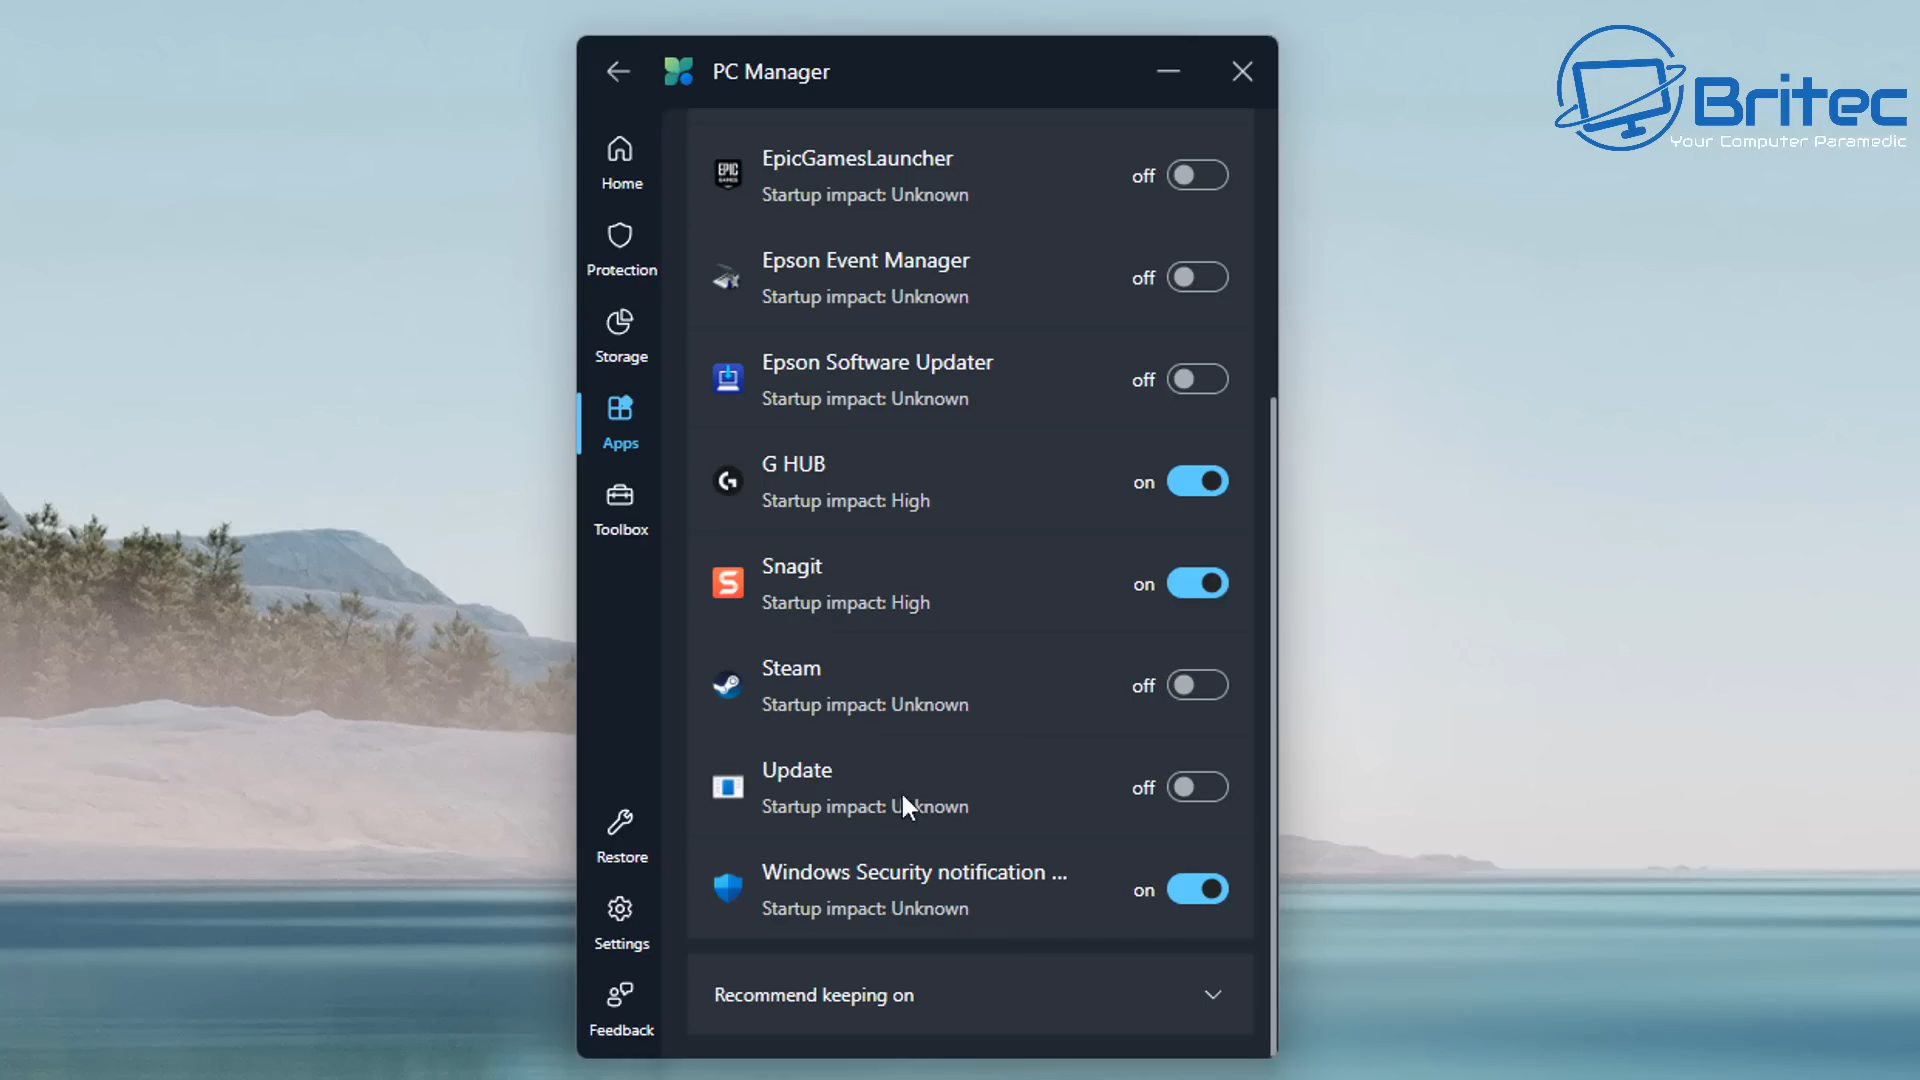 PC Manager
Britec
Your Computer Paramedic
Home
Protection
Storage
Apps
Toolbox
Restore
Settings
Feedback
EPIC GAMES
EpicGamesLauncher
Startup impact: Unknown
off
Epson Event Manager
Startup impact: Unknown
off
Epson Software Updater
Startup impact: Unknown
off
G HUB
Startup impact: High
on
Snagit
Startup impact: High
on
Steam
Startup impact: Unknown
off
Update
Startup impact: Unknown
off
Windows Security notification ...
Startup impact: Unknown
on
Recommend keeping on